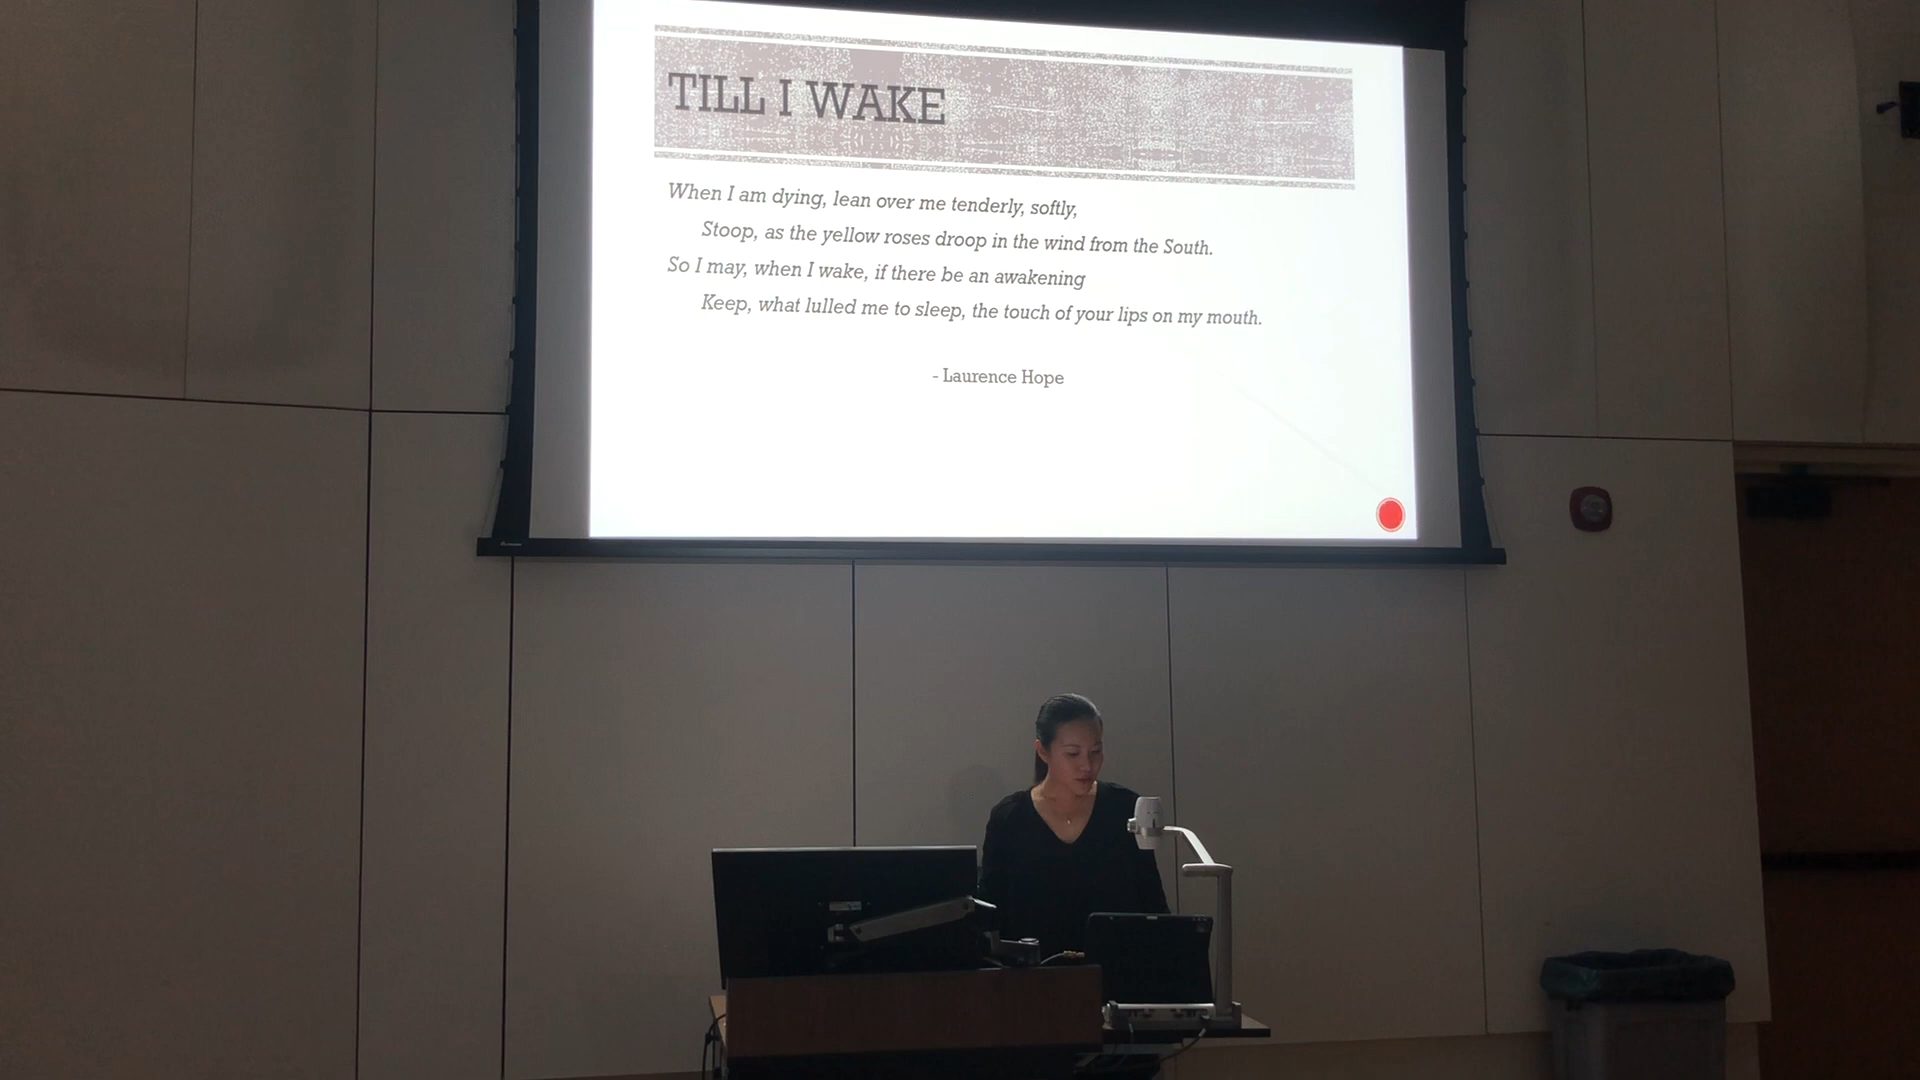 TILL I WAKE
When I am dying, lean over me tenderly, softly,
Stoop, as the yellow roses droop in the wind from the South.
So I may, when I wake, if there be an awakening
Keep, what lulled me to sleep, the touch of your lips on my mouth.
- Laurence Hope